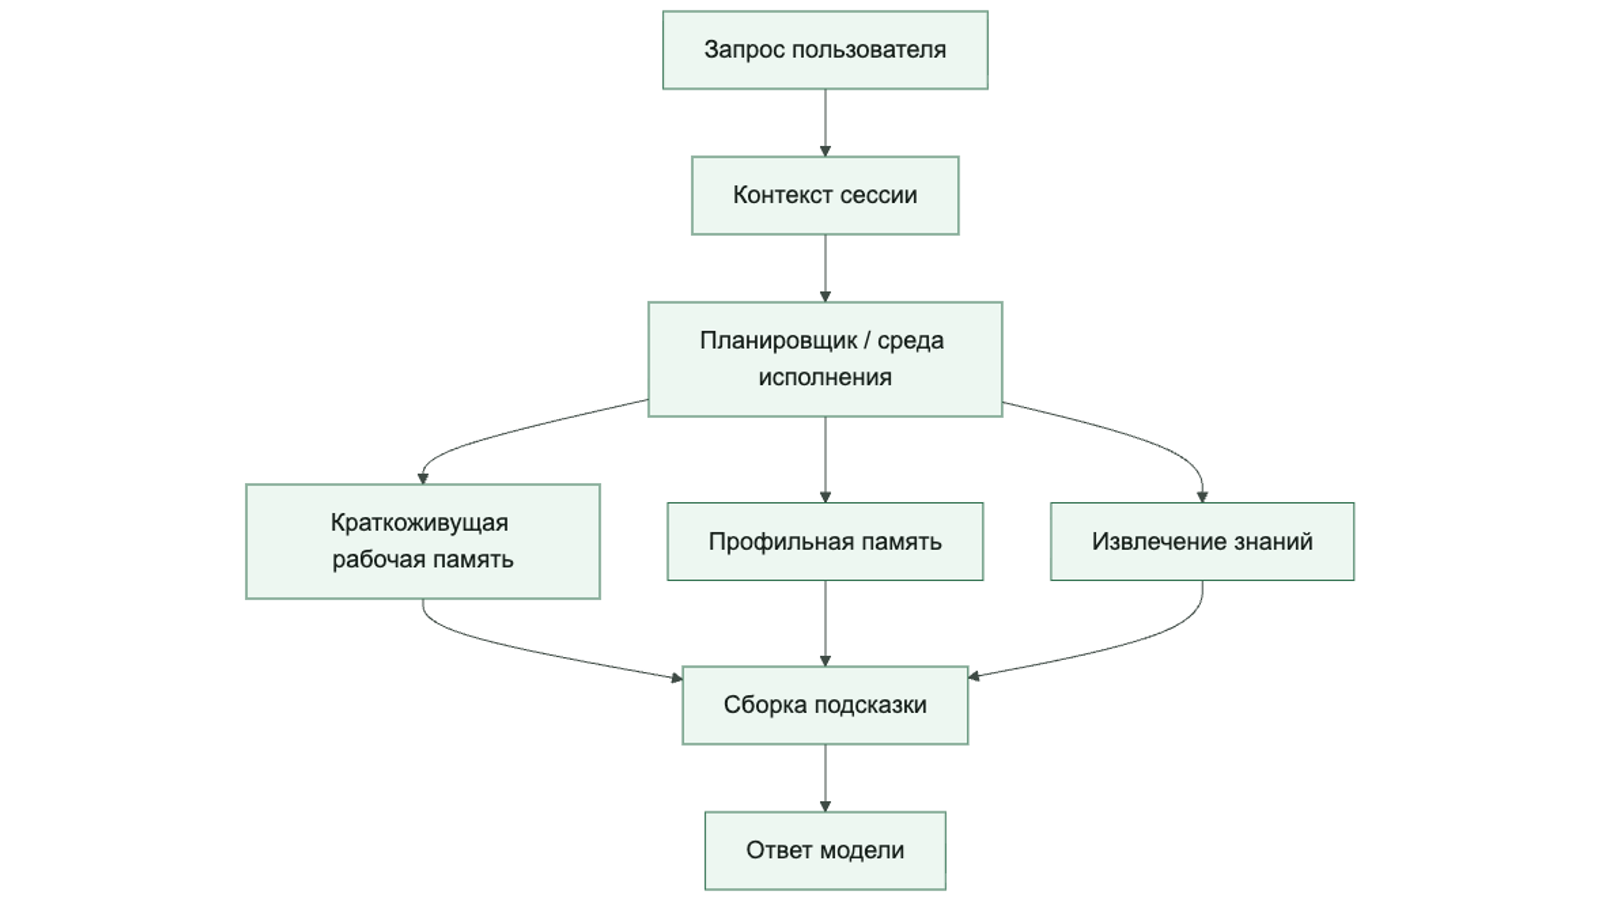 Запрос пользователя
Контекст сессии
Планировщик / среда
исполнения
Краткоживущая
рабочая память
Профильная память
Извлечение знаний
Сборка подсказки
Ответ модели